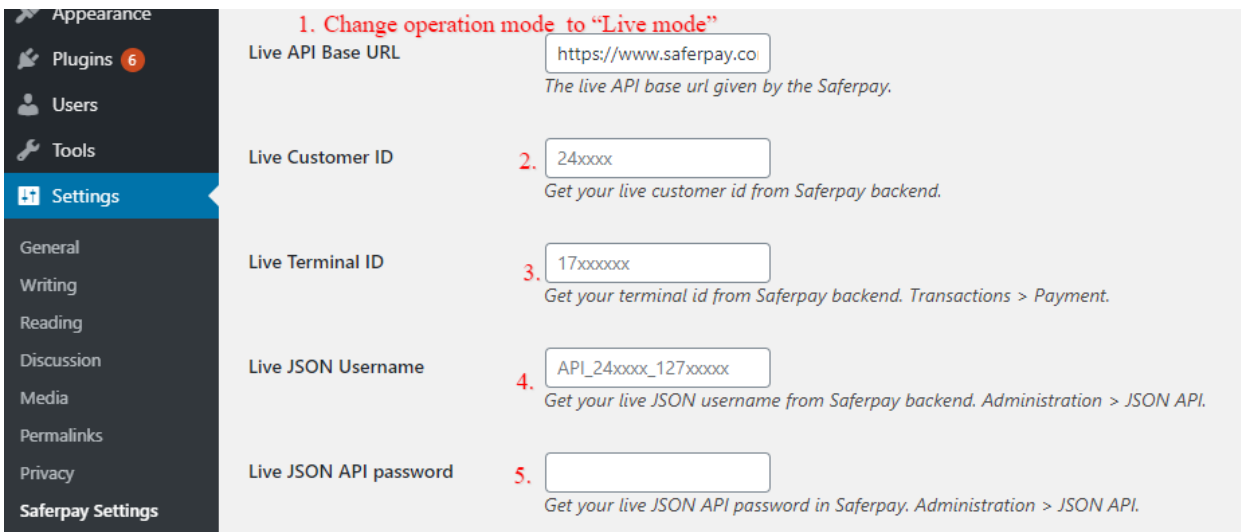 Appearance
1. Change operation mode to “Live mode”
Plugins 6
Live API Base URL
https://www.saferpay.co
The live API base url given by the Saferpay.
Users
Tools
Live Customer ID
2.
24xxxx
Get your live customer id from Saferpay backend.
Settings
General
Live Terminal ID
3.
17xxxxxx
Get your terminal id from Saferpay backend. Transactions > Payment.
Writing
Reading
Discussion
Live JSON Username
4.
API_24xxxx_127xxxxx
Get your live JSON username from Saferpay backend. Administration > JSON API.
Media
Permalinks
Privacy
Live JSON API password
5.
Get your live JSON API password in Saferpay. Administration > JSON API.
Saferpay Settings